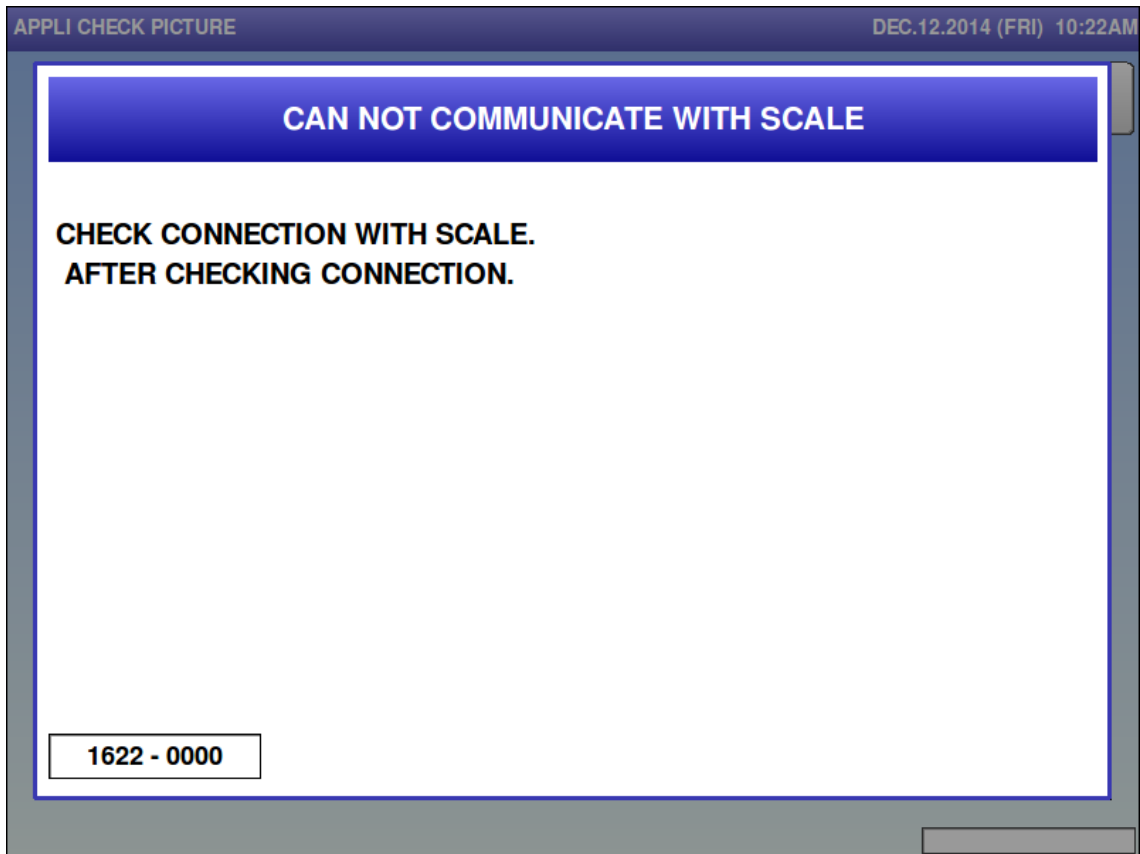 APPLI CHECK PICTURE
DEC.12.2014 (FRI) 10:22AM
CAN NOT COMMUNICATE WITH SCALE
CHECK CONNECTION WITH SCALE.
AFTER CHECKING CONNECTION.
1622 - 0000